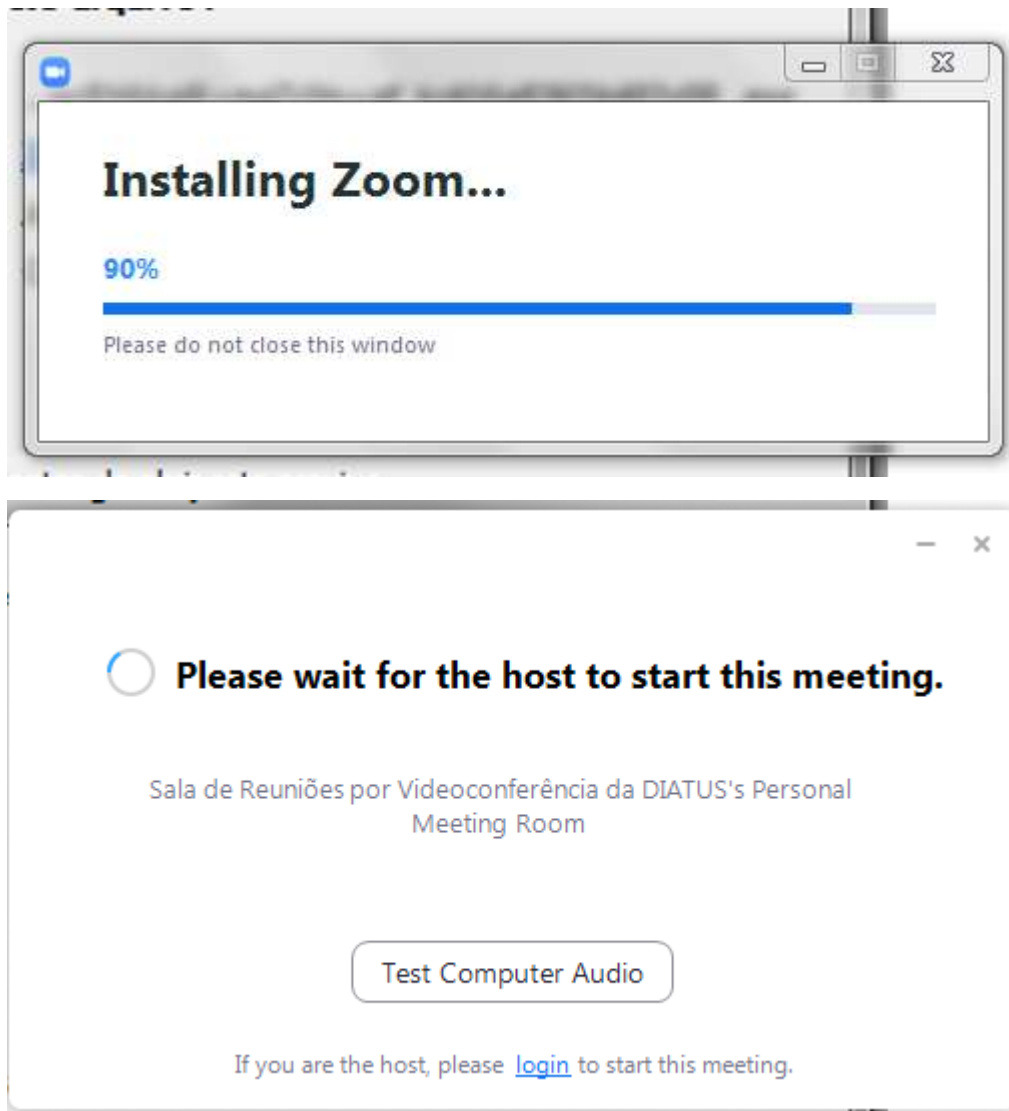 Installing Zoom...
90%
Please do not close this window
Please wait for the host to start this meeting.
Sala de Reuniões por Videoconferência da DIATUS's Personal
Meeting Room
Test Computer Audio
If you are the host, please login to start this meeting.